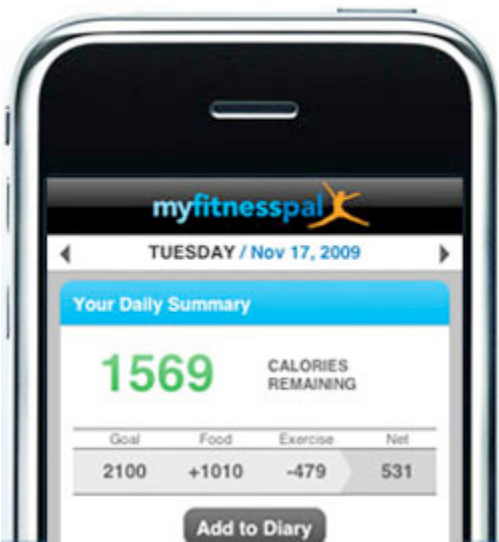 myfitnesspal
TUESDAY / Nov 17, 2009
Your Daily Summary
1569 CALORIES
REMAINING
Goal Food Exercise Net
2100 +1010 -479 531
Add to Diary